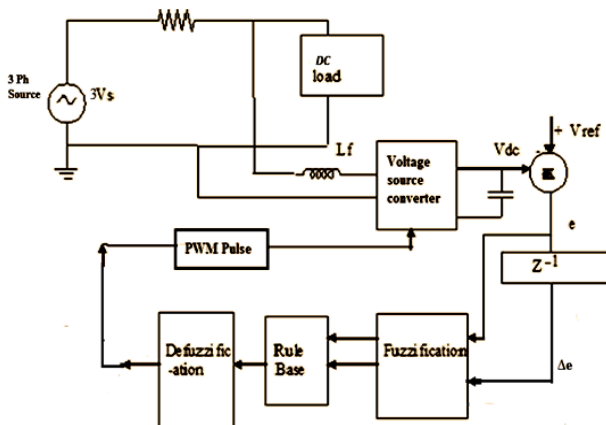 3 Ph
Source
3Vs
DC
load
Lf
Voltage
source
converter
Vdc
-
+ Vref
e
PWM Pulse
Z-1
Defuzzific
-ation
Rule
Base
Fuzzification
Δe